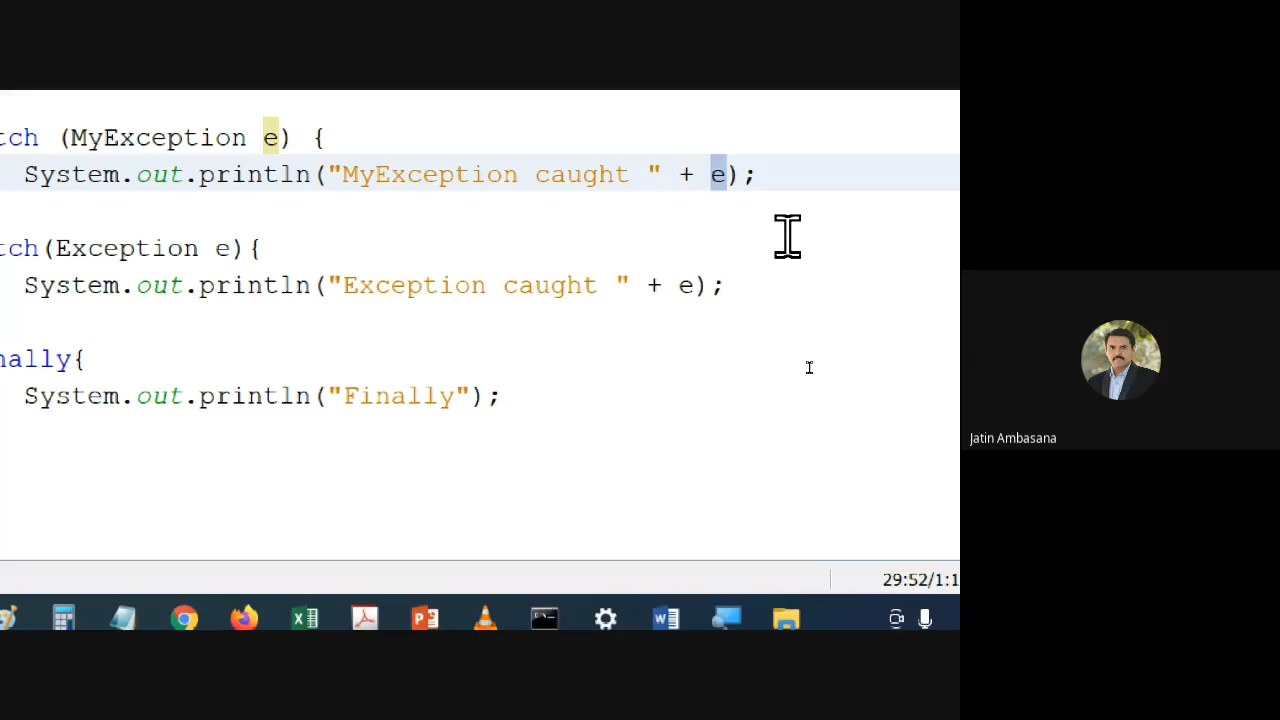 tch (MyException e) {
System.out.println("MyException caught " + e);
tch(Exception e){
System.out.println("Exception caught " + e);
nally{
System.out.println("Finally");
Jatin Ambasana
29:52/1:1